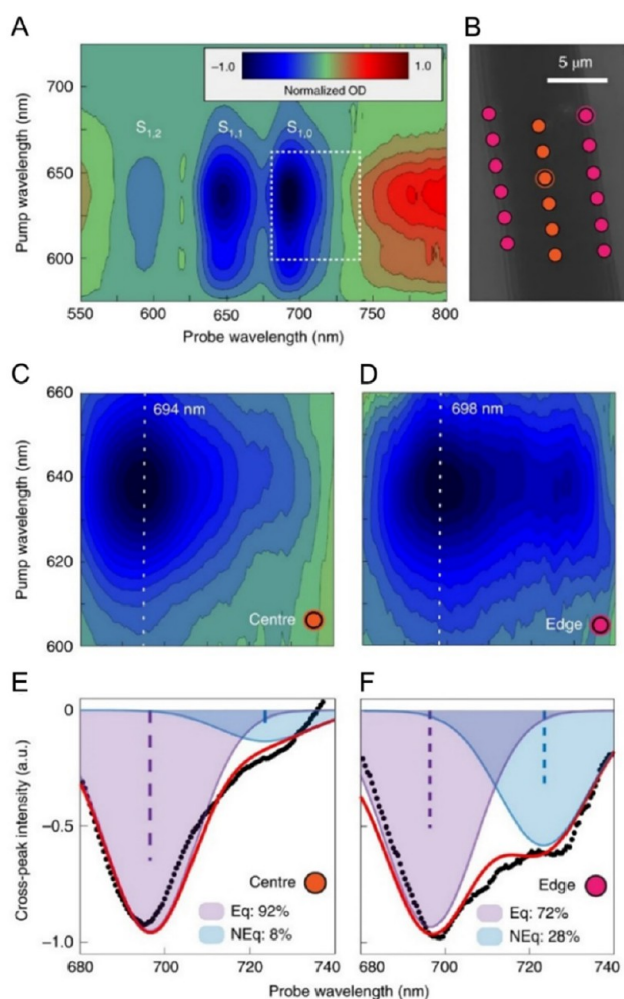 A
B
Pump wavelength (nm)
700
650
600
−1.0
1.0
Normalized OD
S1,2
S1,1
S1,0
550
600
650
700
750
800
Probe wavelength (nm)
5 μm
C
D
Pump wavelength (nm)
660
640
620
600
694 nm
Centre
698 nm
Edge
E
F
Cross-peak intensity (a.u.)
0
−0.5
−1.0
Centre
Eq: 92%
NEq: 8%
680
700
720
740
Edge
Eq: 72%
NEq: 28%
680
700
720
740
Probe wavelength (nm)